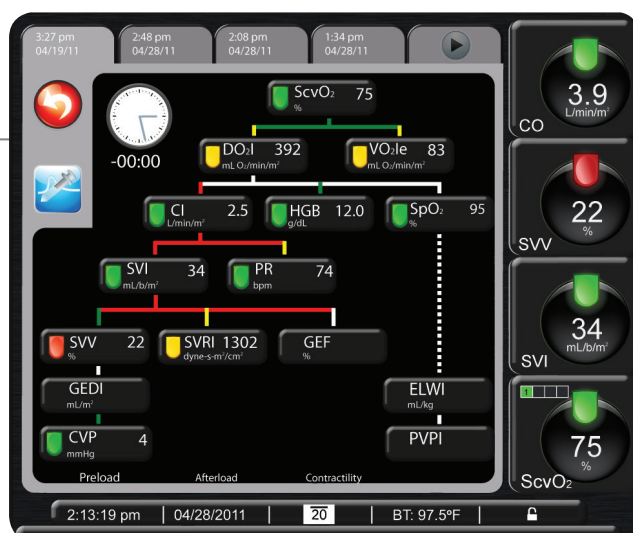 3:27 pm
04/19/11
2:48 pm
04/28/11
2:08 pm
04/28/11
1:34 pm
04/28/11
-00:00
ScvO₂ 75
%
DO₂I 392
mL O₂/min/m²
VO₂Ie 83
mL O₂/min/m²
CI 2.5
L/min/m²
HGB 12.0
g/dL
SpO₂ 95
%
SVI 34
mL/b/m²
PR 74
bpm
SVV 22
%
SVRI 1302
dyne-s-m²/cm⁵
GEF
%
GEDI
mL/m²
ELWI
mL/kg
CVP 4
mmHg
PVPI
Preload Afterload Contractility
3.9
L/min/m²
CO
22
%
SVV
34
mL/b/m²
SVI
1
75
%
ScvO₂
2:13:19 pm | 04/28/2011 | 20 | BT: 97.5ºF |